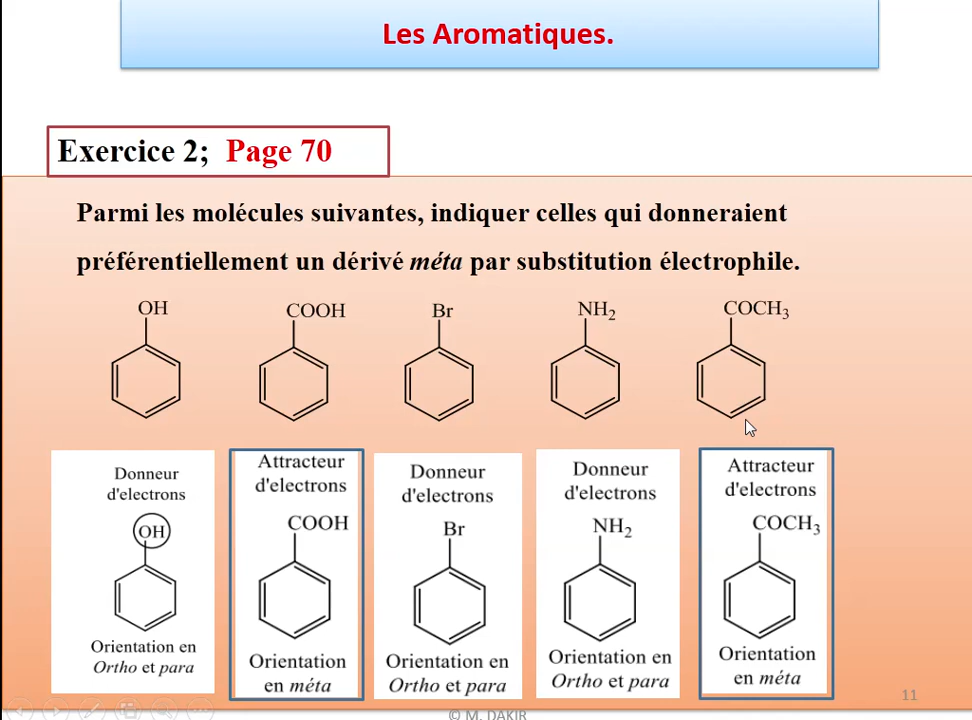 Les Aromatiques.
Exercice 2; Page 70
Parmi les molécules suivantes, indiquer celles qui donneraient
préférentiellement un dérivé méta par substitution électrophile.
OH
COOH
Br
NH₂
COCH₃
Donneur
d'electrons
OH
Orientation en
Ortho et para
Attracteur
d'electrons
COOH
Orientation
en méta
Donneur
d'electrons
Br
Orientation en
Ortho et para
Donneur
d'electrons
NH₂
Orientation en
Ortho et para
Attracteur
d'electrons
COCH₃
Orientation
en méta
11
© M. DAKIR